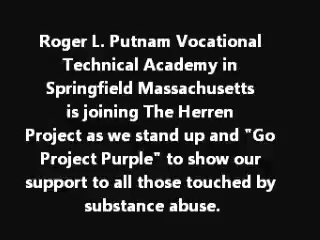 Roger L. Putnam Vocational
Technical Academy in
Springfield Massachusetts
is joining The Herren
Project as we stand up and "Go
Project Purple" to show our
support to all those touched by
substance abuse.